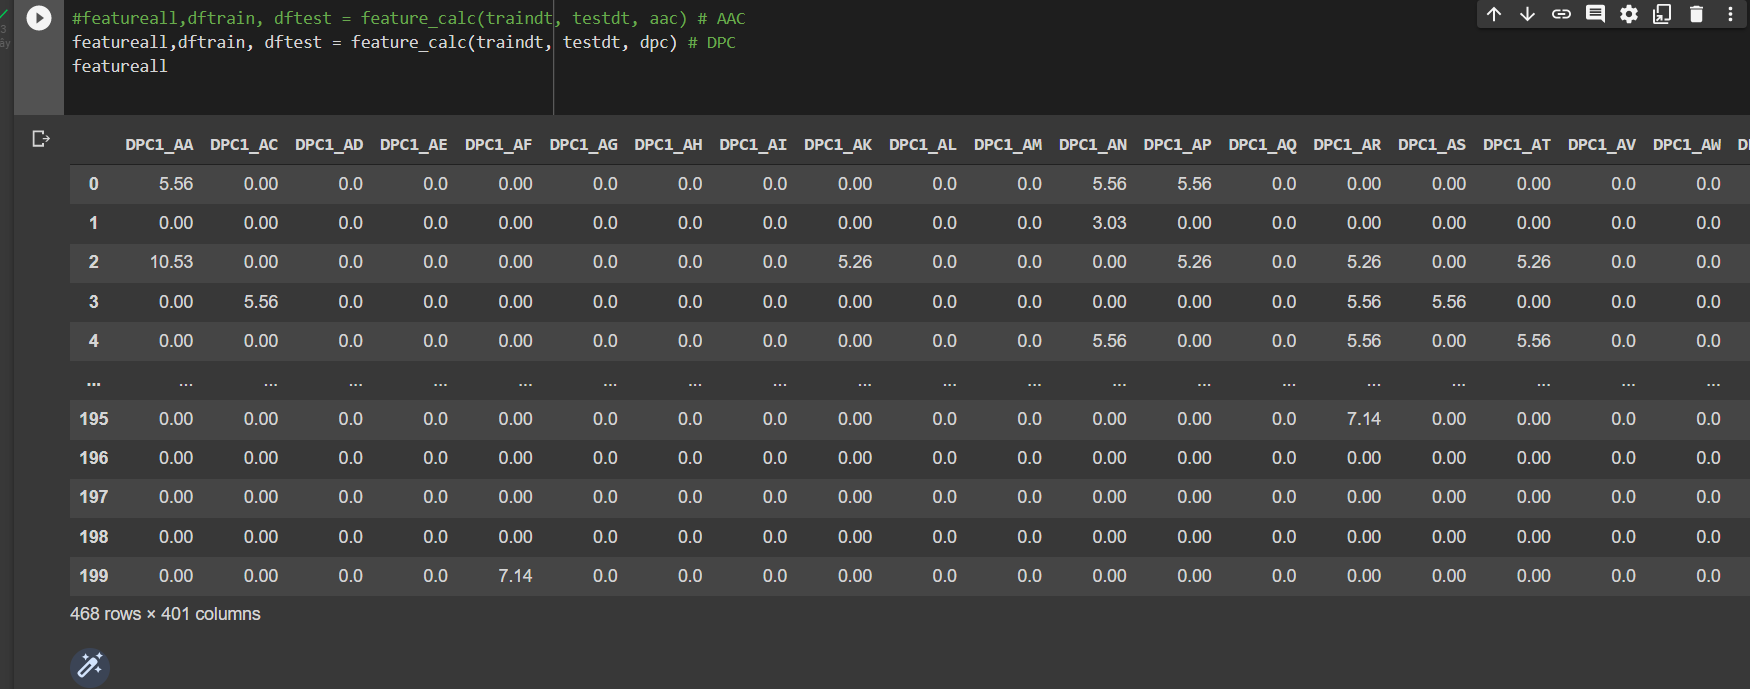 #featureall,dftrain, dftest = feature_calc(traindt, testdt, aac) # AAC
featureall,dftrain, dftest = feature_calc(traindt, testdt, dpc) # DPC
featureall
DPC1_AA DPC1_AC DPC1_AD DPC1_AE DPC1_AF DPC1_AG DPC1_AH DPC1_AI DPC1_AK DPC1_AL DPC1_AM DPC1_AN DPC1_AP DPC1_AQ DPC1_AR DPC1_AS DPC1_AT DPC1_AV DPC1_AW
0 5.56 0.00 0.0 0.0 0.00 0.0 0.0 0.0 0.00 0.0 0.0 5.56 5.56 0.0 0.00 0.00 0.00 0.0 0.0
1 0.00 0.00 0.0 0.0 0.00 0.0 0.0 0.0 0.00 0.0 0.0 3.03 0.00 0.0 0.00 0.00 0.00 0.0 0.0
2 10.53 0.00 0.0 0.0 0.00 0.0 0.0 0.0 5.26 0.0 0.0 0.00 5.26 0.0 5.26 0.00 5.26 0.0 0.0
3 0.00 5.56 0.0 0.0 0.00 0.0 0.0 0.0 0.00 0.0 0.0 0.00 0.00 0.0 5.56 5.56 0.00 0.0 0.0
4 0.00 0.00 0.0 0.0 0.00 0.0 0.0 0.0 0.00 0.0 0.0 5.56 0.00 0.0 5.56 0.00 5.56 0.0 0.0
... ... ... ... ... ... ... ... ... ... ... ... ... ... ... ... ... ... ... ...
195 0.00 0.00 0.0 0.0 0.00 0.0 0.0 0.0 0.00 0.0 0.0 0.00 0.00 0.0 7.14 0.00 0.00 0.0 0.0
196 0.00 0.00 0.0 0.0 0.00 0.0 0.0 0.0 0.00 0.0 0.0 0.00 0.00 0.0 0.00 0.00 0.00 0.0 0.0
197 0.00 0.00 0.0 0.0 0.00 0.0 0.0 0.0 0.00 0.0 0.0 0.00 0.00 0.0 0.00 0.00 0.00 0.0 0.0
198 0.00 0.00 0.0 0.0 0.00 0.0 0.0 0.0 0.00 0.0 0.0 0.00 0.00 0.0 0.00 0.00 0.00 0.0 0.0
199 0.00 0.00 0.0 0.0 7.14 0.0 0.0 0.0 0.00 0.0 0.0 0.00 0.00 0.0 0.00 0.00 0.00 0.0 0.0
468 rows × 401 columns